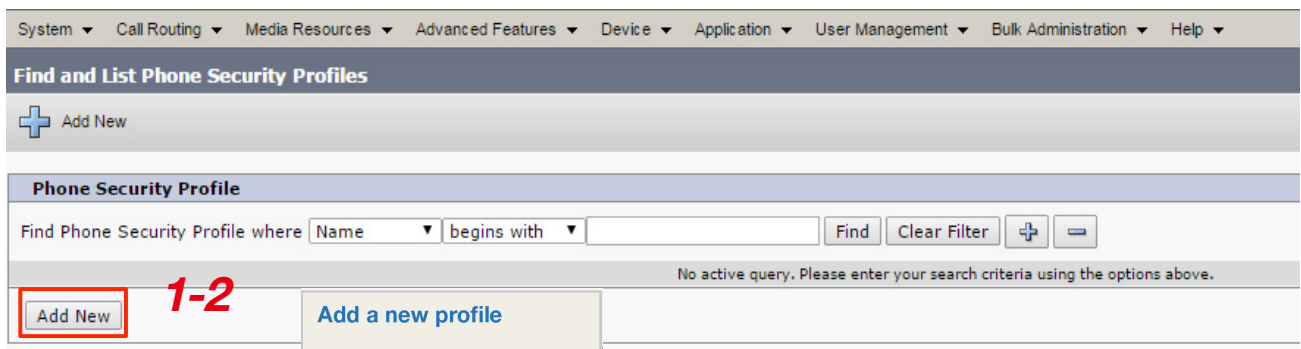 System Call Routing Media Resources Advanced Features Device Application User Management Bulk Administration Help
Find and List Phone Security Profiles
Add New
Phone Security Profile
Find Phone Security Profile where Name begins with Find Clear Filter
No active query. Please enter your search criteria using the options above.
Add New
1-2
Add a new profile